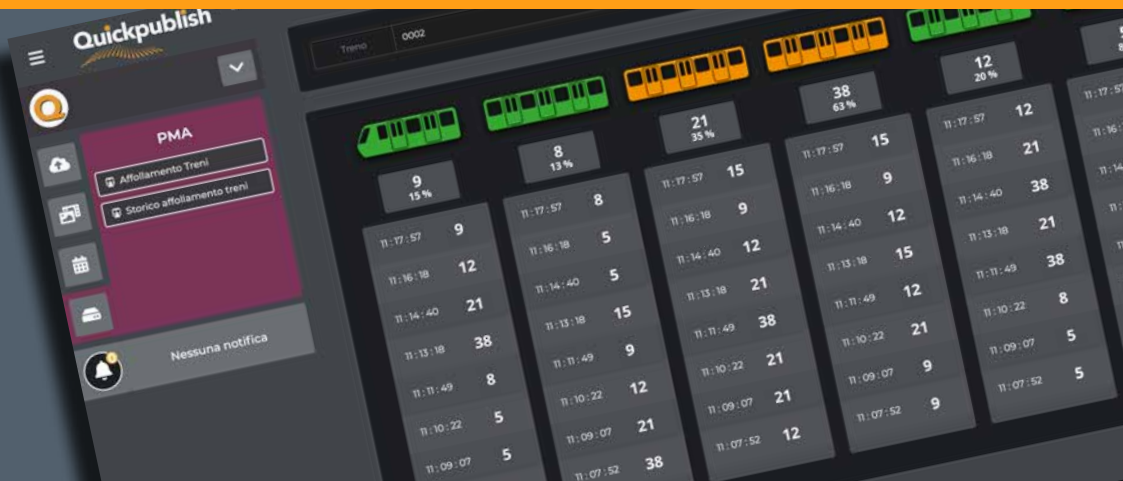 Quickpublish
Treno 0002
PMA
Affollamento Treni
Storico affollamento treni
Nessuna notifica
0
9
15 %
11 : 17 : 57 9
11 : 16 : 18 12
11 : 14 : 40 21
11 : 13 : 18 38
11 : 11 : 49 8
11 : 10 : 22 5
11 : 09 : 07 5
8
13 %
11 : 17 : 57 8
11 : 16 : 18 5
11 : 14 : 40 5
11 : 13 : 18 15
11 : 11 : 49 9
11 : 10 : 22 12
11 : 09 : 07 21
11 : 07 : 52 38
21
35 %
11 : 17 : 57 15
11 : 16 : 18 9
11 : 14 : 40 12
11 : 13 : 18 21
11 : 11 : 49 38
11 : 10 : 22 21
11 : 09 : 07 21
11 : 07 : 52 12
38
63 %
11 : 17 : 57 15
11 : 16 : 18 9
11 : 14 : 40 12
11 : 13 : 18 15
11 : 11 : 49 12
11 : 10 : 22 21
11 : 09 : 07 9
11 : 07 : 52 9
12
20 %
11 : 17 : 57 12
11 : 16 : 18 21
11 : 14 : 40 38
11 : 13 : 18 21
11 : 11 : 49 38
11 : 10 : 22 8
11 : 09 : 07 5
11 : 07 : 52 5
11 : 17 : 57
11 : 16 :
11 : 14